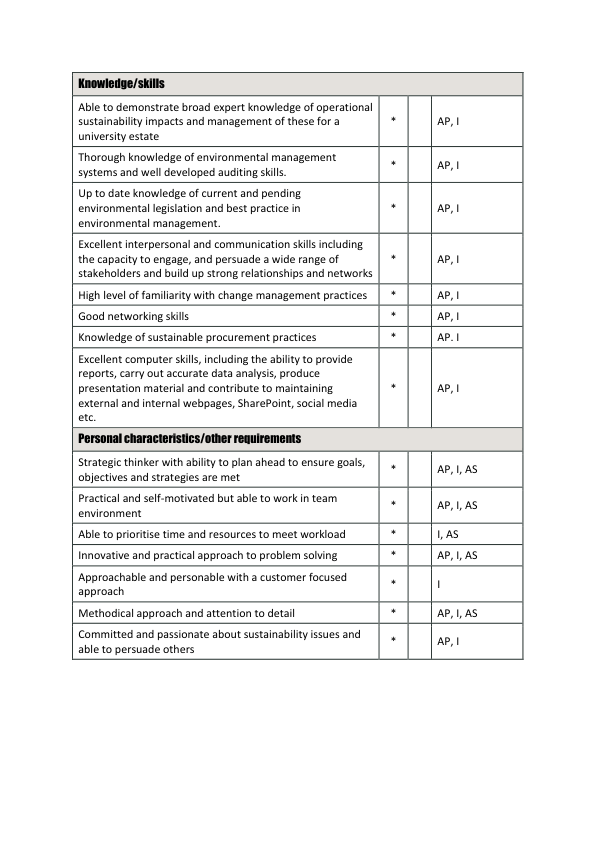 Knowledge/skills
Able to demonstrate broad expert knowledge of operational
sustainability impacts and management of these for a
university estate
* AP, I
Thorough knowledge of environmental management
systems and well developed auditing skills.
* AP, I
Up to date knowledge of current and pending
environmental legislation and best practice in
environmental management.
* AP, I
Excellent interpersonal and communication skills including
the capacity to engage, and persuade a wide range of
stakeholders and build up strong relationships and networks
* AP, I
High level of familiarity with change management practices * AP, I
Good networking skills * AP, I
Knowledge of sustainable procurement practices * AP. I
Excellent computer skills, including the ability to provide
reports, carry out accurate data analysis, produce
presentation material and contribute to maintaining
external and internal webpages, SharePoint, social media
etc.
* AP, I
Personal characteristics/other requirements
Strategic thinker with ability to plan ahead to ensure goals,
objectives and strategies are met
* AP, I, AS
Practical and self-motivated but able to work in team
environment
* AP, I, AS
Able to prioritise time and resources to meet workload * I, AS
Innovative and practical approach to problem solving * AP, I, AS
Approachable and personable with a customer focused
approach
* I
Methodical approach and attention to detail * AP, I, AS
Committed and passionate about sustainability issues and
able to persuade others
* AP, I